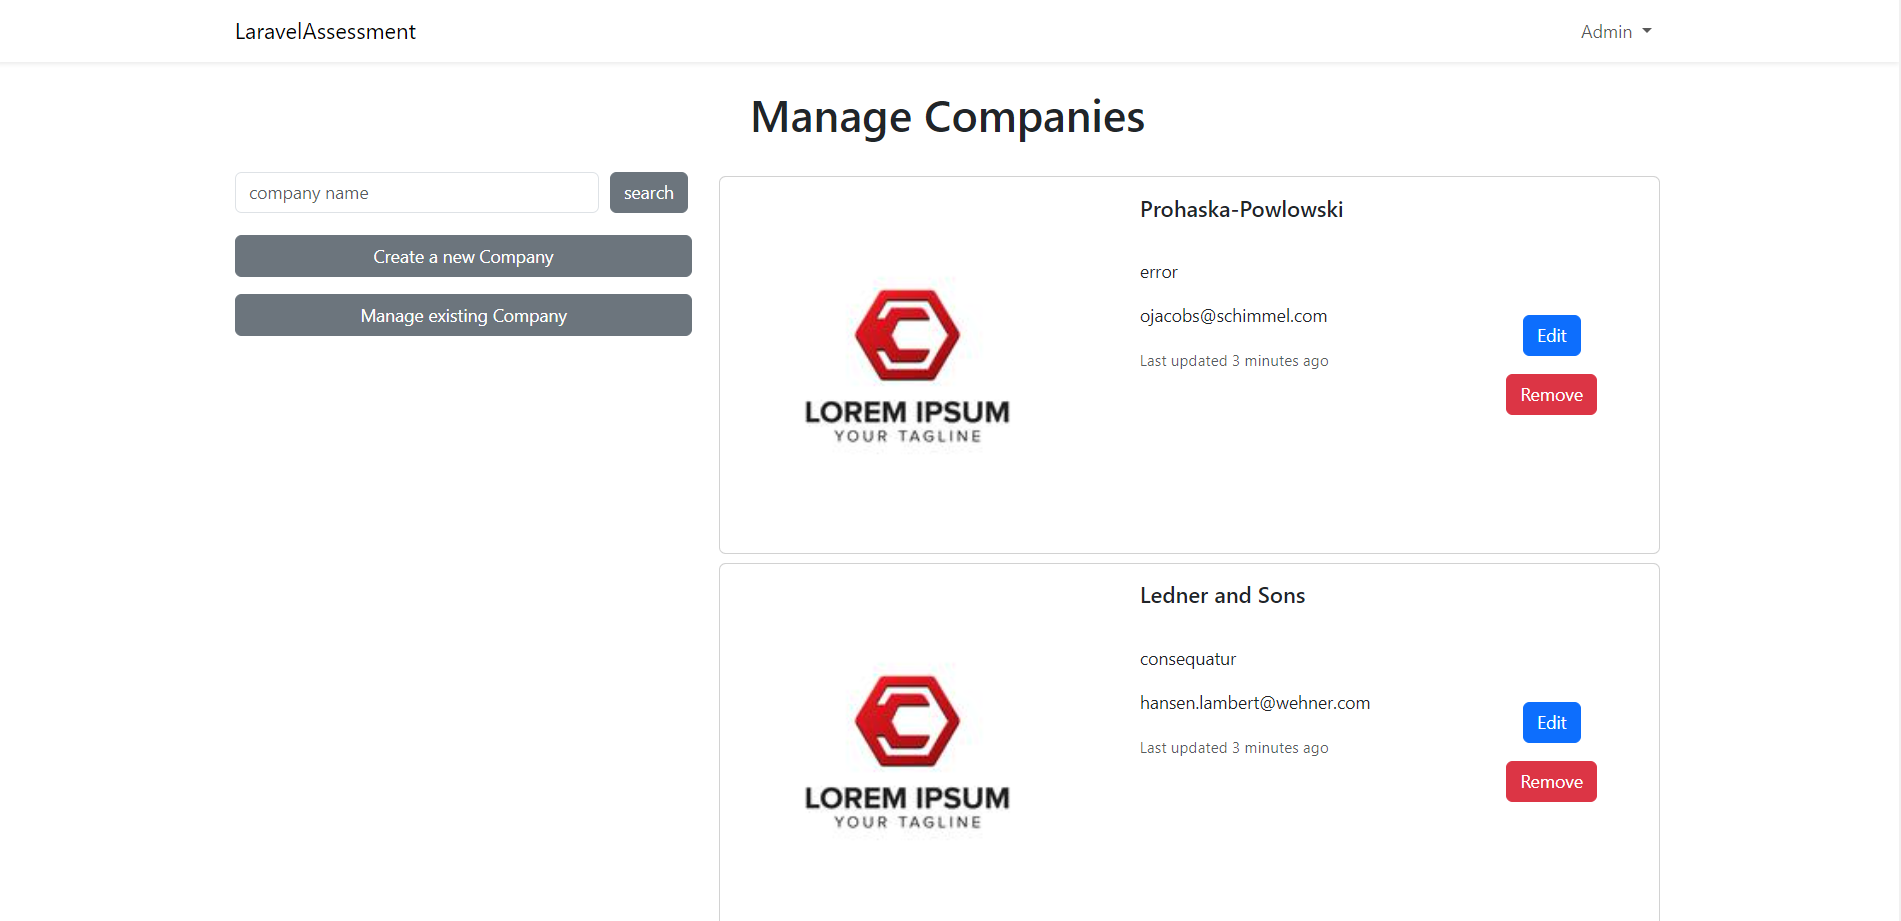 LaravelAssessment
Admin
Manage Companies
company name
search
Create a new Company
Manage existing Company
LOREM IPSUM
YOUR TAGLINE
Prohaska-Powlowski
error
ojacobs@schimmel.com
Last updated 3 minutes ago
Edit
Remove
LOREM IPSUM
YOUR TAGLINE
Ledner and Sons
consequatur
hansen.lambert@wehner.com
Last updated 3 minutes ago
Edit
Remove